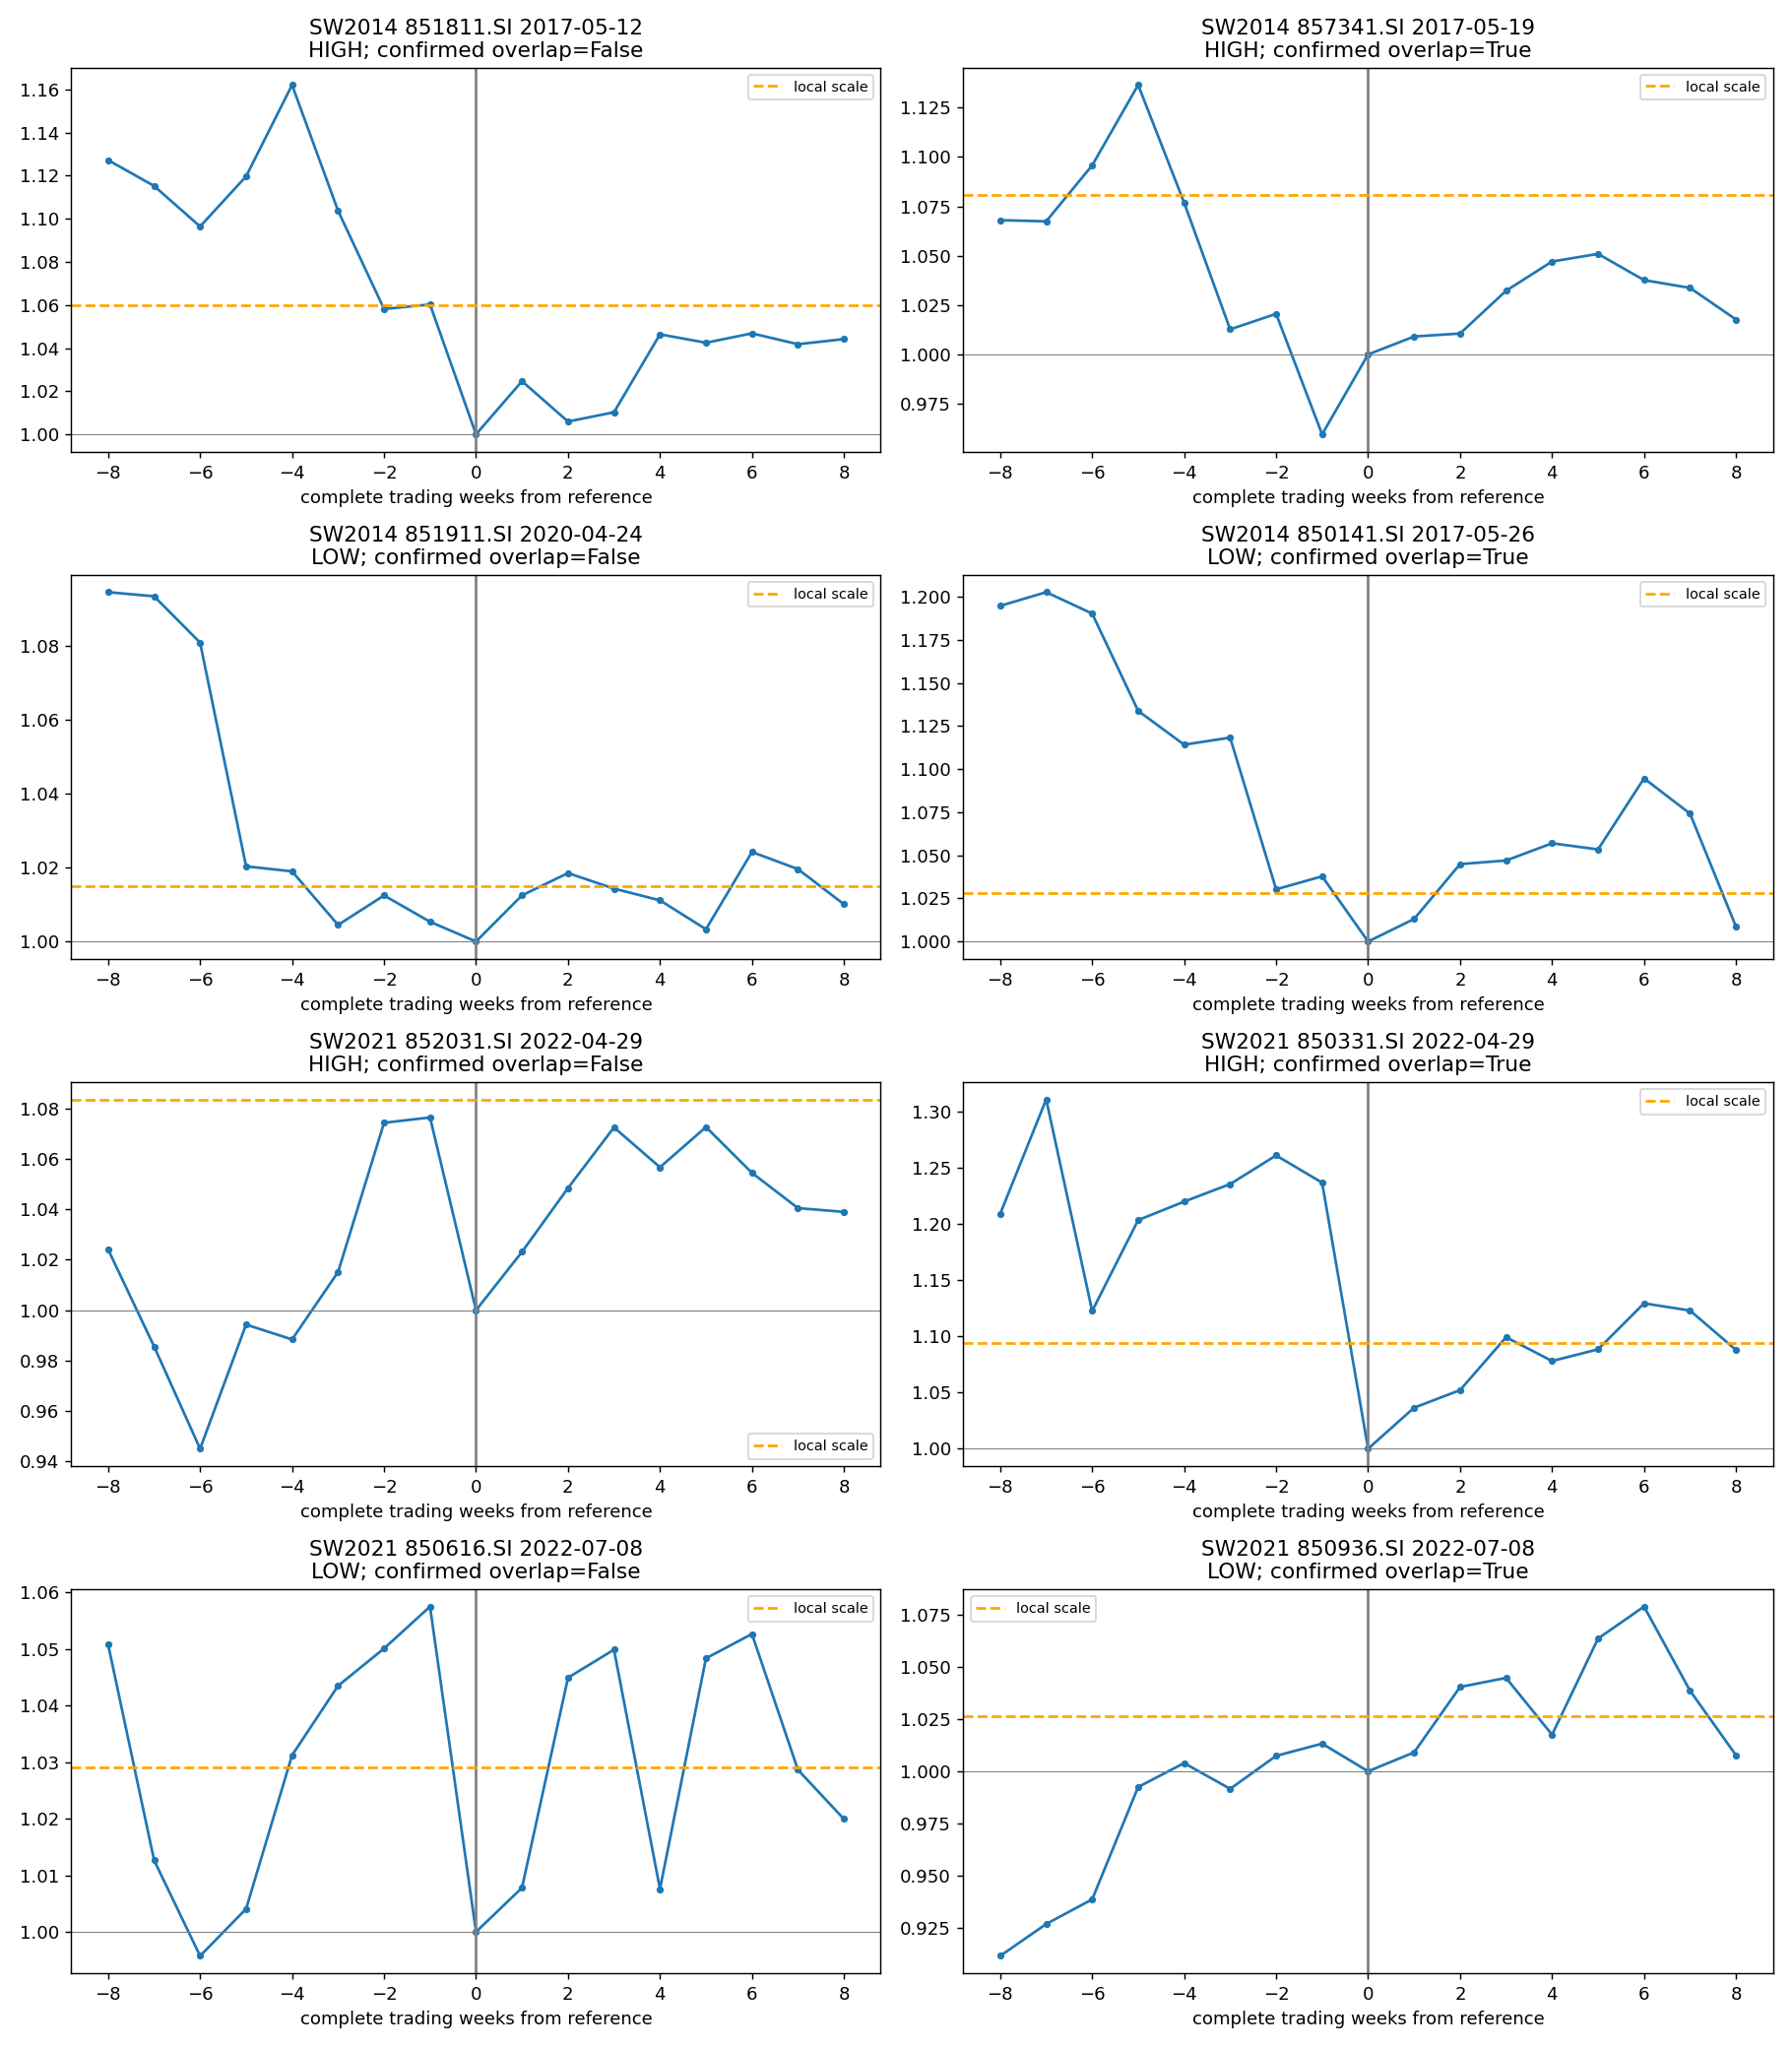 SW2014 851811.SI 2017-05-12
HIGH; confirmed overlap=False
local scale
1.16
1.14
1.12
1.10
1.08
1.06
1.04
1.02
1.00
−8 −6 −4 −2 0 2 4 6 8
complete trading weeks from reference
SW2014 857341.SI 2017-05-19
HIGH; confirmed overlap=True
local scale
1.125
1.100
1.075
1.050
1.025
1.000
0.975
−8 −6 −4 −2 0 2 4 6 8
complete trading weeks from reference
SW2014 851911.SI 2020-04-24
LOW; confirmed overlap=False
local scale
1.08
1.06
1.04
1.02
1.00
−8 −6 −4 −2 0 2 4 6 8
complete trading weeks from reference
SW2014 850141.SI 2017-05-26
LOW; confirmed overlap=True
local scale
1.200
1.175
1.150
1.125
1.100
1.075
1.050
1.025
1.000
−8 −6 −4 −2 0 2 4 6 8
complete trading weeks from reference
SW2021 852031.SI 2022-04-29
HIGH; confirmed overlap=False
1.08
1.06
1.04
1.02
1.00
0.98
0.96
0.94
local scale
−8 −6 −4 −2 0 2 4 6 8
complete trading weeks from reference
SW2021 850331.SI 2022-04-29
HIGH; confirmed overlap=True
local scale
1.30
1.25
1.20
1.15
1.10
1.05
1.00
−8 −6 −4 −2 0 2 4 6 8
complete trading weeks from reference
SW2021 850616.SI 2022-07-08
LOW; confirmed overlap=False
local scale
1.06
1.05
1.04
1.03
1.02
1.01
1.00
−8 −6 −4 −2 0 2 4 6 8
complete trading weeks from reference
SW2021 850936.SI 2022-07-08
LOW; confirmed overlap=True
local scale
1.075
1.050
1.025
1.000
0.975
0.950
0.925
−8 −6 −4 −2 0 2 4 6 8
complete trading weeks from reference